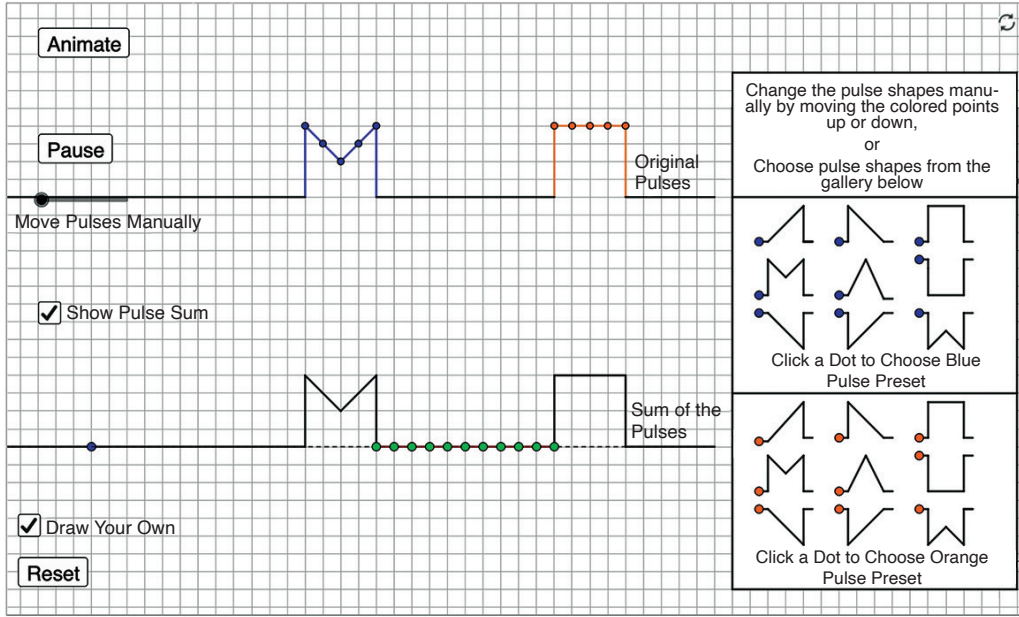 Animate
Change the pulse shapes manu-
ally by moving the colored points
up or down,
or
Choose pulse shapes from the
gallery below
Pause
Original
Pulses
Move Pulses Manually
Show Pulse Sum
Click a Dot to Choose Blue
Pulse Preset
Sum of the
Pulses
Draw Your Own
Click a Dot to Choose Orange
Pulse Preset
Reset